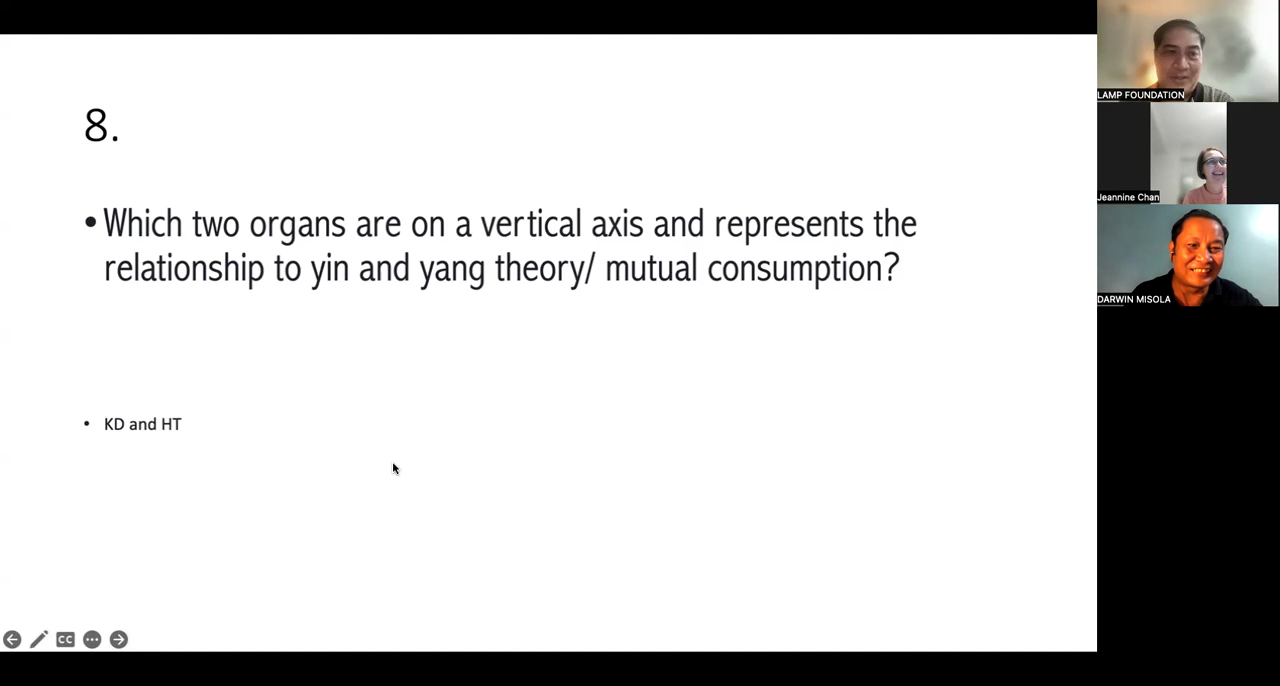 8.
• Which two organs are on a vertical axis and represents the
relationship to yin and yang theory/ mutual consumption?
• KD and HT
CC
LAMP FOUNDATION
Jeannine Chan
DARWIN MISOLA